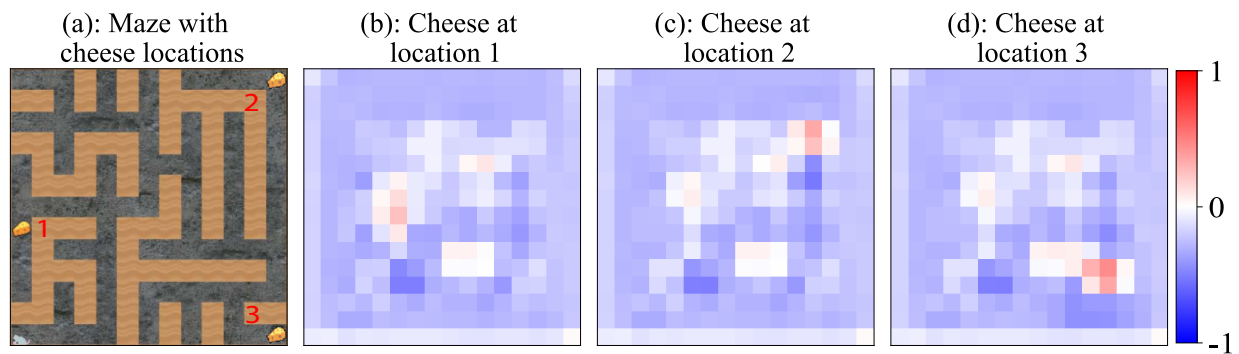 (a): Maze with
cheese locations
(b): Cheese at
location 1
(c): Cheese at
location 2
(d): Cheese at
location 3
2
1
3
1
0
-1